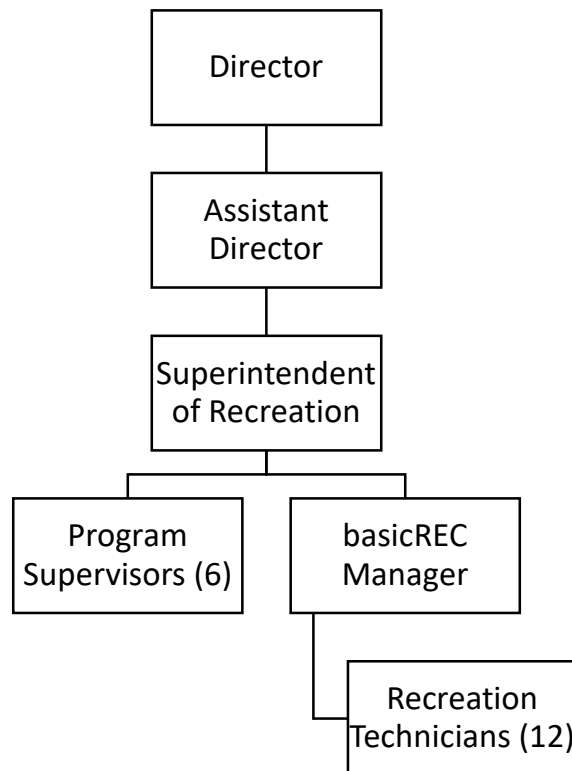 Director
Assistant
Director
Superintendent
of Recreation
Program
Supervisors (6)
basicREC
Manager
Recreation
Technicians (12)